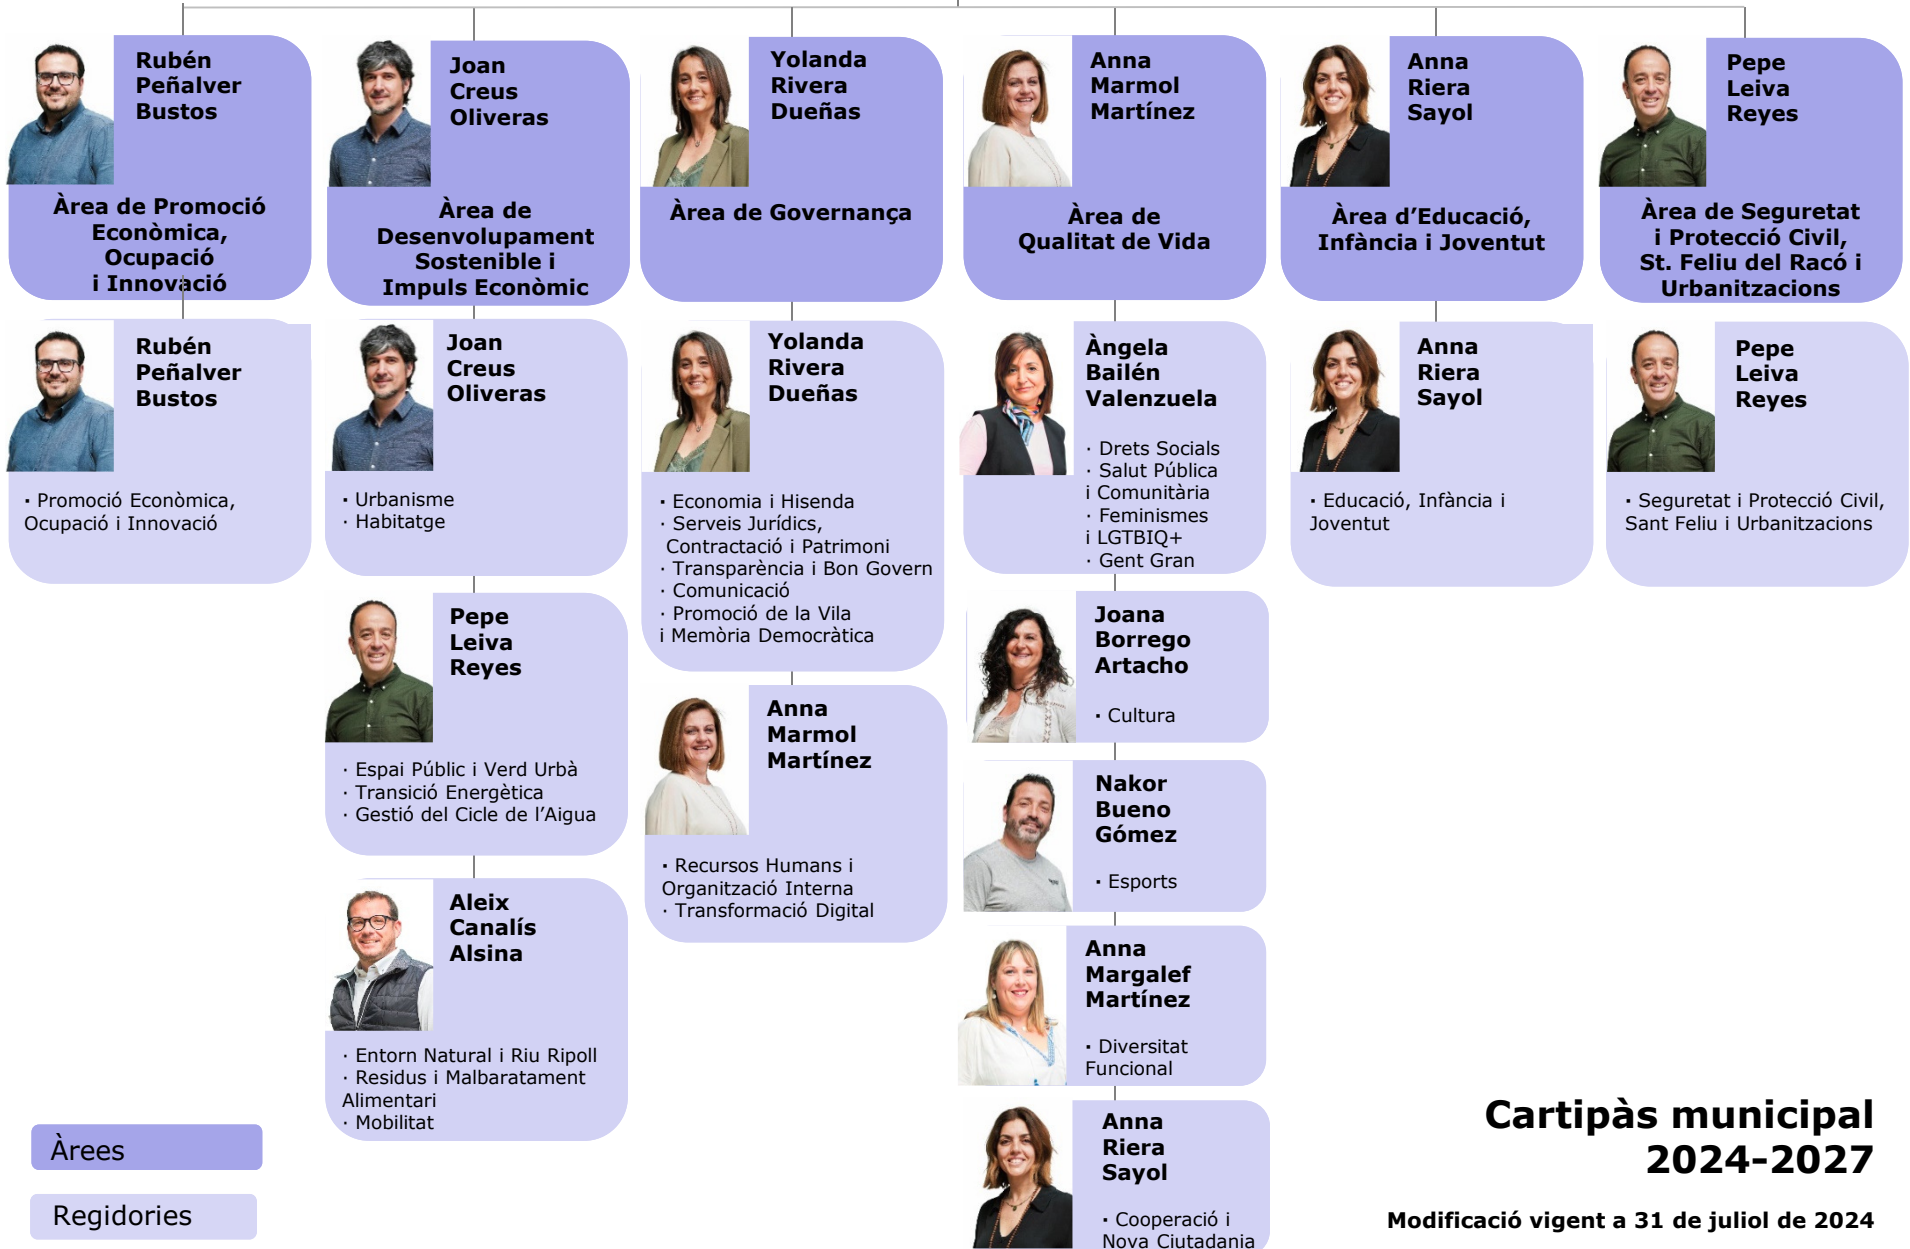 Rubén
Peñalver
Bustos
Àrea de Promoció
Econòmica,
Ocupació
i Innovació
Joan
Creus
Oliveras
Àrea de
Desenvolupament
Sostenible i
Impuls Econòmic
Yolanda
Rivera
Dueñas
Àrea de Governança
Anna
Marmol
Martínez
Àrea de
Qualitat de Vida
Anna
Riera
Sayol
Àrea d’Educació,
Infància i Joventut
Pepe
Leiva
Reyes
Àrea de Seguretat
i Protecció Civil,
St. Feliu del Racó i
Urbanitzacions
Rubén
Peñalver
Bustos
· Promoció Econòmica,
Ocupació i Innovació
Joan
Creus
Oliveras
· Urbanisme
· Habitatge
Pepe
Leiva
Reyes
· Espai Públic i Verd Urbà
· Transició Energètica
· Gestió del Cicle de l’Aigua
Aleix
Canalís
Alsina
· Entorn Natural i Riu Ripoll
· Residus i Malbaratament
Alimentari
· Mobilitat
Yolanda
Rivera
Dueñas
· Economia i Hisenda
· Serveis Jurídics,
Contractació i Patrimoni
· Transparència i Bon Govern
· Comunicació
· Promoció de la Vila
i Memòria Democràtica
Anna
Marmol
Martínez
· Recursos Humans i
Organització Interna
· Transformació Digital
Àngela
Bailén
Valenzuela
· Drets Socials
· Salut Pública
i Comunitària
· Feminismes
i LGTBIQ+
· Gent Gran
Joana
Borrego
Artacho
· Cultura
Nakor
Bueno
Gómez
· Esports
Anna
Margalef
Martínez
· Diversitat
Funcional
Anna
Riera
Sayol
· Cooperació i
Nova Ciutadania
Anna
Riera
Sayol
· Educació, Infància i
Joventut
Pepe
Leiva
Reyes
· Seguretat i Protecció Civil,
Sant Feliu i Urbanitzacions
Àrees
Regidories
Cartipàs municipal
2024-2027
Modificació vigent a 31 de juliol de 2024